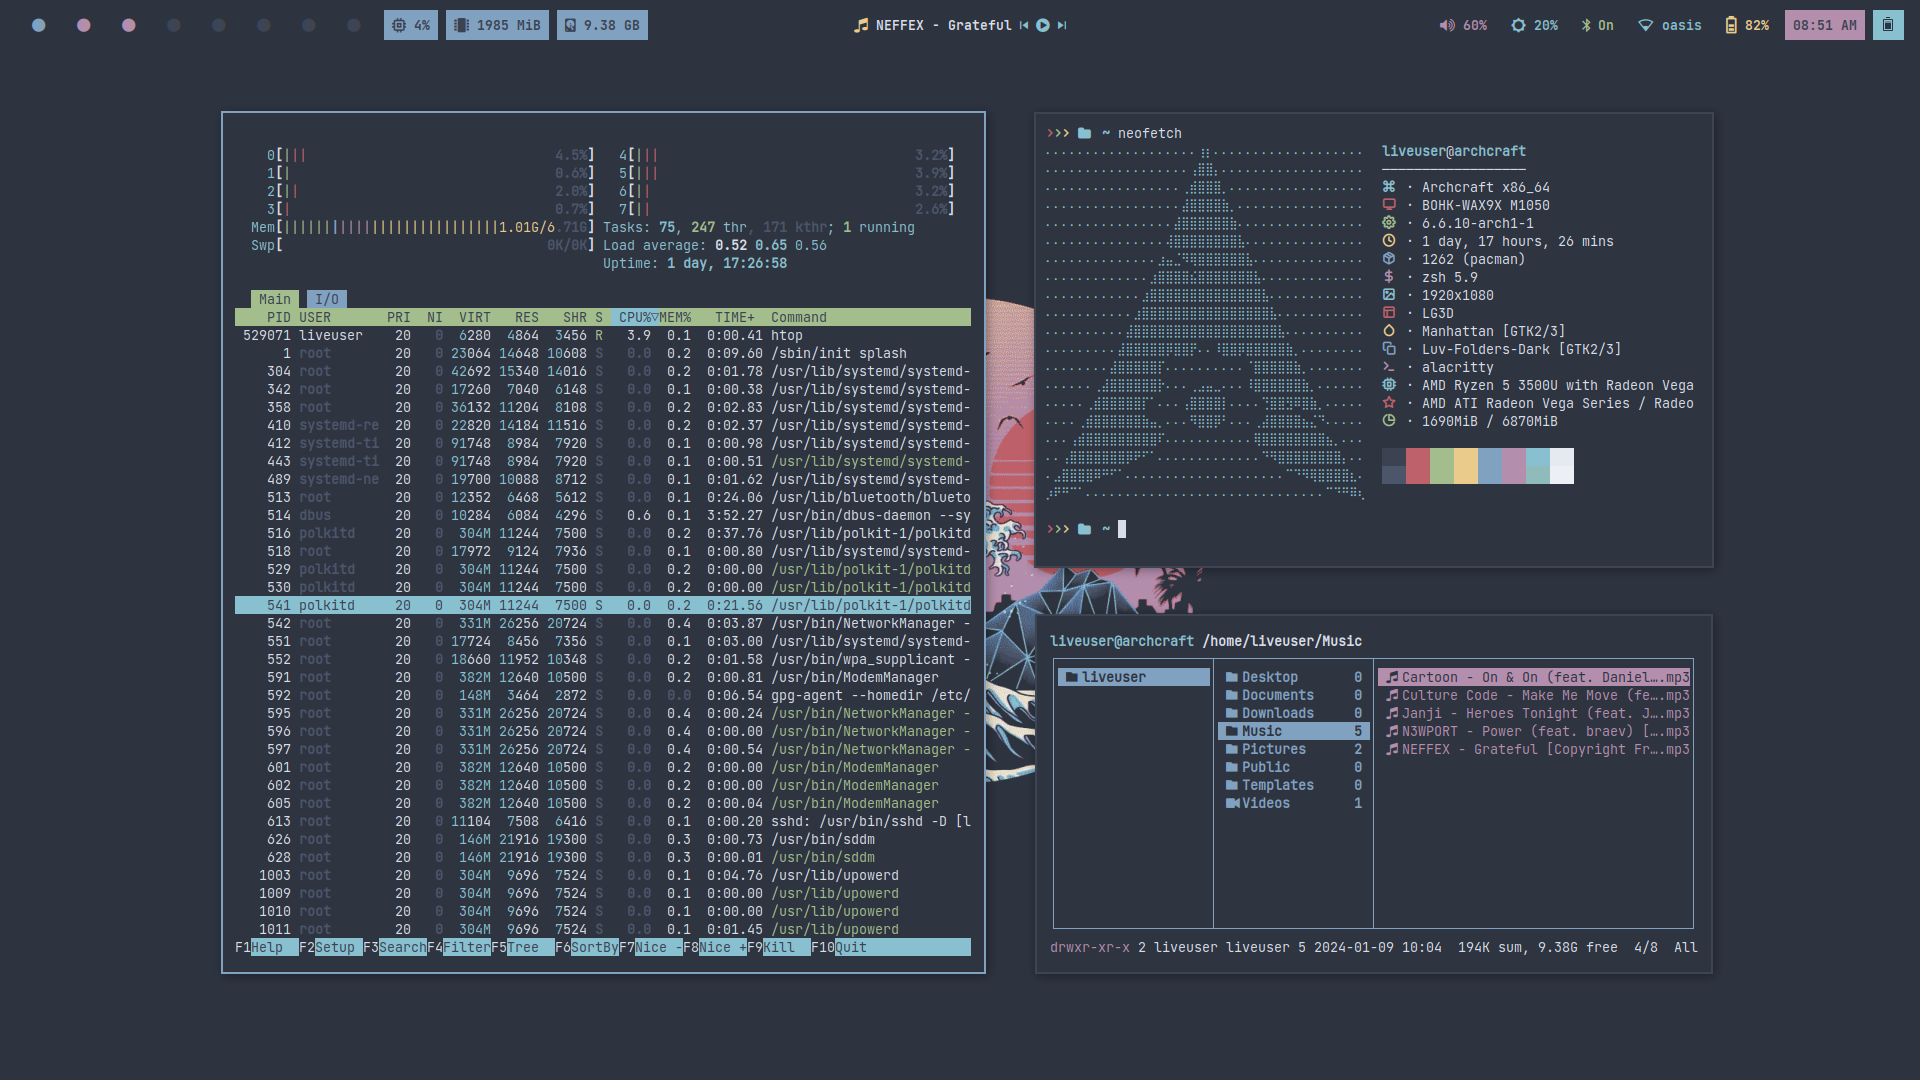 4% 1985 MiB 9.38 GB NEFFEX - Grateful 60% 20% On oasis 82% 08:51 AM
0[||| 4.5%] 4[||| 3.2%]
1[| 0.6%] 5[||| 3.9%]
2[|| 2.0%] 6[|| 3.2%]
3[| 0.7%] 7[|| 2.6%]
Mem[|||||||||||||||||||||||||||1.01G/6.71G] Tasks: 75, 247 thr, 171 kthr; 1 running
Swp[ 0K/0K] Load average: 0.52 0.65 0.56
Uptime: 1 day, 17:26:58
Main I/O
PID USER PRI NI VIRT RES SHR S CPU%▽MEM% TIME+ Command
529071 liveuser 20 0 6280 4864 3456 R 3.9 0.1 0:00.41 htop
1 root 20 0 23064 14648 10608 S 0.0 0.2 0:09.60 /sbin/init splash
304 root 20 0 42692 15340 14016 S 0.0 0.2 0:01.78 /usr/lib/systemd/systemd-
342 root 20 0 17260 7040 6148 S 0.0 0.1 0:00.38 /usr/lib/systemd/systemd-
358 root 20 0 36132 11204 8108 S 0.0 0.2 0:02.83 /usr/lib/systemd/systemd-
410 systemd-re 20 0 22820 14184 11516 S 0.0 0.2 0:02.37 /usr/lib/systemd/systemd-
412 systemd-ti 20 0 91748 8984 7920 S 0.0 0.1 0:00.98 /usr/lib/systemd/systemd-
443 systemd-ti 20 0 91748 8984 7920 S 0.0 0.1 0:00.51 /usr/lib/systemd/systemd-
489 systemd-ne 20 0 19700 10088 8712 S 0.0 0.1 0:01.62 /usr/lib/systemd/systemd-
513 root 20 0 12352 6468 5612 S 0.0 0.1 0:24.06 /usr/lib/bluetooth/blueto
514 dbus 20 0 10284 6084 4296 S 0.6 0.1 3:52.27 /usr/bin/dbus-daemon --sy
516 polkitd 20 0 304M 11244 7500 S 0.0 0.2 0:37.76 /usr/lib/polkit-1/polkitd
518 root 20 0 17972 9124 7936 S 0.0 0.1 0:00.80 /usr/lib/systemd/systemd-
529 polkitd 20 0 304M 11244 7500 S 0.0 0.2 0:00.00 /usr/lib/polkit-1/polkitd
530 polkitd 20 0 304M 11244 7500 S 0.0 0.2 0:00.00 /usr/lib/polkit-1/polkitd
541 polkitd 20 0 304M 11244 7500 S 0.0 0.2 0:21.56 /usr/lib/polkit-1/polkitd
542 root 20 0 331M 26256 20724 S 0.0 0.4 0:03.87 /usr/bin/NetworkManager -
551 root 20 0 17724 8456 7356 S 0.0 0.1 0:03.00 /usr/lib/systemd/systemd-
552 root 20 0 18660 11952 10348 S 0.0 0.2 0:01.58 /usr/bin/wpa_supplicant -
591 root 20 0 382M 12640 10500 S 0.0 0.2 0:00.81 /usr/bin/ModemManager
592 root 20 0 148M 3464 2872 S 0.0 0.0 0:06.54 gpg-agent --homedir /etc/
595 root 20 0 331M 26256 20724 S 0.0 0.4 0:00.24 /usr/bin/NetworkManager -
596 root 20 0 331M 26256 20724 S 0.0 0.4 0:00.00 /usr/bin/NetworkManager -
597 root 20 0 331M 26256 20724 S 0.0 0.4 0:00.54 /usr/bin/NetworkManager -
601 root 20 0 382M 12640 10500 S 0.0 0.2 0:00.00 /usr/bin/ModemManager
602 root 20 0 382M 12640 10500 S 0.0 0.2 0:00.00 /usr/bin/ModemManager
605 root 20 0 382M 12640 10500 S 0.0 0.2 0:00.04 /usr/bin/ModemManager
613 root 20 0 11104 7508 6416 S 0.0 0.1 0:00.20 sshd: /usr/bin/sshd -D [l
626 root 20 0 146M 21916 19300 S 0.0 0.3 0:00.73 /usr/bin/sddm
628 root 20 0 146M 21916 19300 S 0.0 0.3 0:00.01 /usr/bin/sddm
1003 root 20 0 304M 9696 7524 S 0.0 0.1 0:04.76 /usr/lib/upowerd
1009 root 20 0 304M 9696 7524 S 0.0 0.1 0:00.00 /usr/lib/upowerd
1010 root 20 0 304M 9696 7524 S 0.0 0.1 0:00.00 /usr/lib/upowerd
1011 root 20 0 304M 9696 7524 S 0.0 0.1 0:01.45 /usr/lib/upowerd
F1Help F2Setup F3SearchF4FilterF5Tree F6SortByF7Nice -F8Nice +F9Kill F10Quit
~ neofetch
liveuser@archcraft
· Archcraft x86_64
· BOHK-WAX9X M1050
· 6.6.10-arch1-1
· 1 day, 17 hours, 26 mins
· 1262 (pacman)
· zsh 5.9
· 1920x1080
· LG3D
· Manhattan [GTK2/3]
· Luv-Folders-Dark [GTK2/3]
· alacritty
· AMD Ryzen 5 3500U with Radeon Vega
· AMD ATI Radeon Vega Series / Radeo
· 1690MiB / 6870MiB
~
liveuser@archcraft /home/liveuser/Music
liveuser
Desktop 0
Documents 0
Downloads 0
Music 5
Pictures 2
Public 0
Templates 0
Videos 1
Cartoon - On & On (feat. Daniel….mp3
Culture Code - Make Me Move (fe….mp3
Janji - Heroes Tonight (feat. J….mp3
N3WPORT - Power (feat. braev) [….mp3
NEFFEX - Grateful [Copyright Fr….mp3
drwxr-xr-x 2 liveuser liveuser 5 2024-01-09 10:04 194K sum, 9.38G free 4/8 All